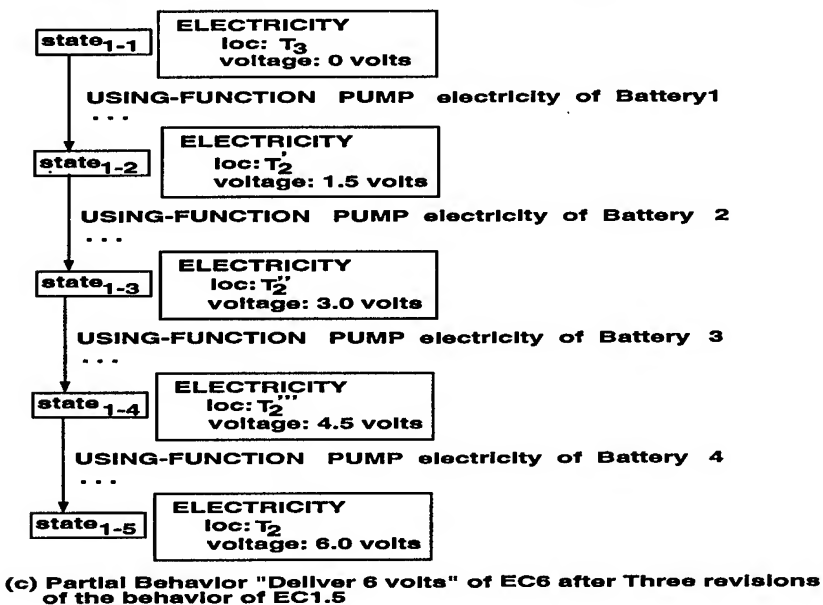 state1-1
ELECTRICITY
loc: T3
voltage: 0 volts
USING-FUNCTION PUMP electricity of Battery1
...
state1-2
ELECTRICITY
loc: T2'
voltage: 1.5 volts
USING-FUNCTION PUMP electricity of Battery 2
...
state1-3
ELECTRICITY
loc: T2''
voltage: 3.0 volts
USING-FUNCTION PUMP electricity of Battery 3
...
state1-4
ELECTRICITY
loc: T2'''
voltage: 4.5 volts
USING-FUNCTION PUMP electricity of Battery 4
...
state1-5
ELECTRICITY
loc: T2
voltage: 6.0 volts
(c) Partial Behavior "Deliver 6 volts" of EC6 after Three revisions
of the behavior of EC1.5